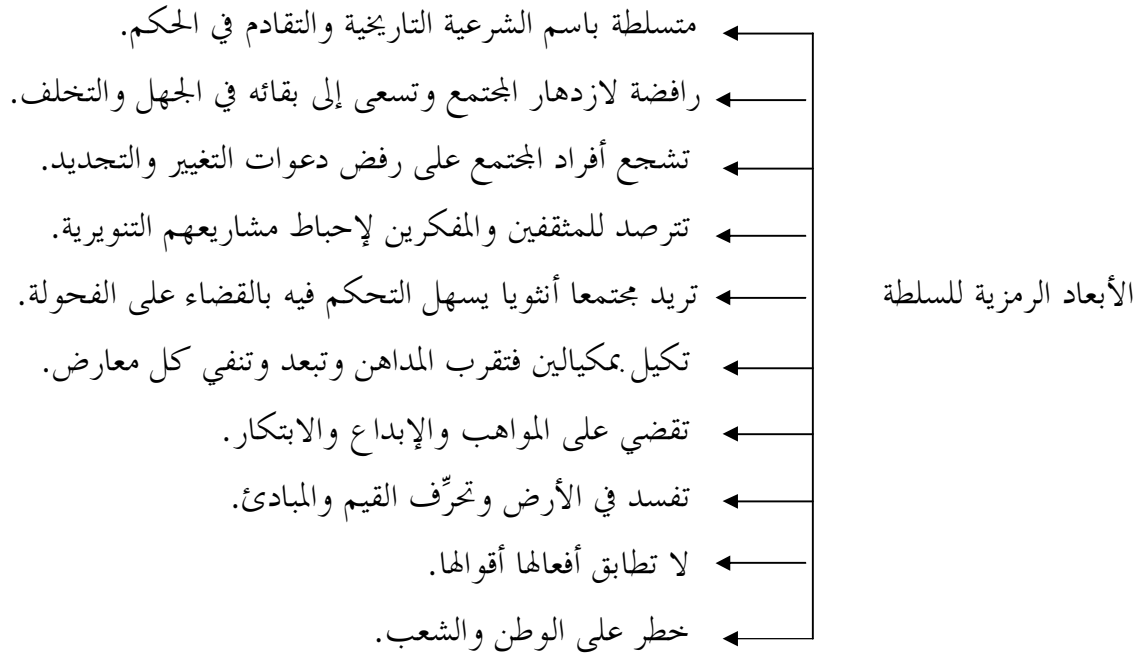 متسلطة باسم الشرعية التاريخية والتقادم في الحكم.
رافضة لازدهار المجتمع وتسعى إلى بقائه في الجهل والتخلف.
تشجع أفراد المجتمع على رفض دعوات التغيير والتجديد.
تترصد للمثقفين والمفكرين لإحباط مشاريعهم التنويرية.
الأبعاد الرمزية للسلطة تريد مجتمعا أنثويا يسهل التحكم فيه بالقضاء على الفحولة.
تكيل بمكيالين فتقرب المداهن وتبعد وتنفي كل معارض.
تقضي على المواهب والإبداع والابتكار.
تفسد في الأرض وتحرِّف القيم والمبادئ.
لا تطابق أفعالها أقوالها.
خطر على الوطن والشعب.